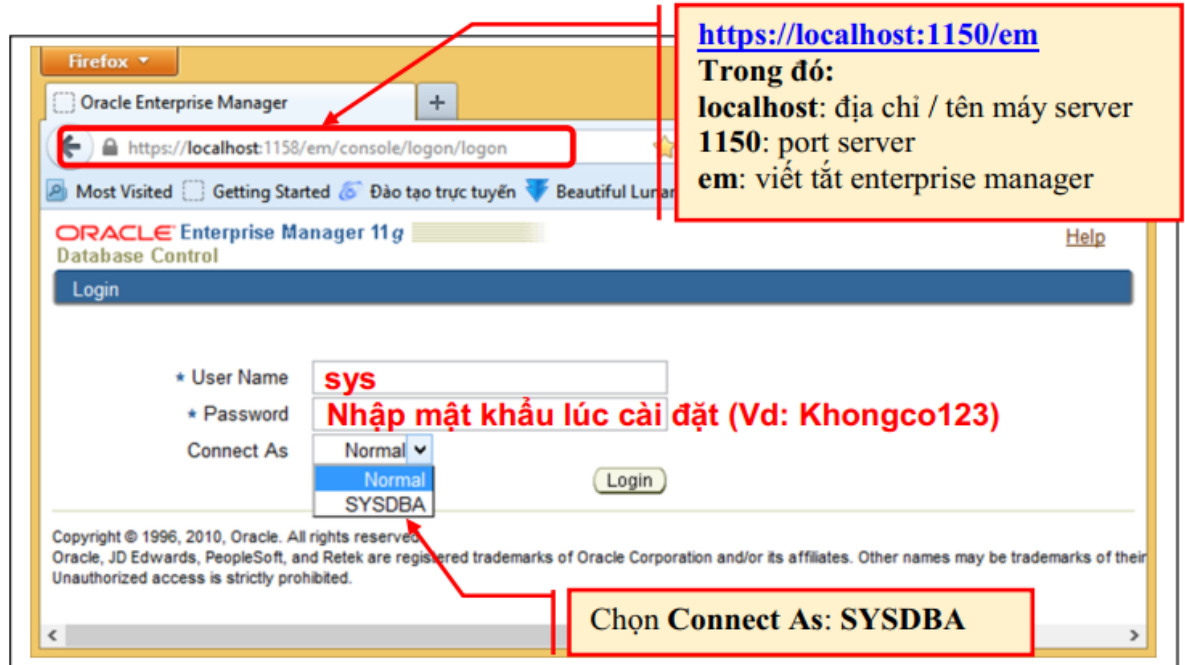 https://localhost:1150/em
Trong đó:
localhost: địa chỉ / tên máy server
1150: port server
em: viết tắt enterprise manager
Firefox
Oracle Enterprise Manager
https://localhost:1158/em/console/logon/logon
Most Visited Getting Started Đào tạo trực tuyến Beautiful
ORACLE Enterprise Manager 11g
Database Control
Help
Login
* User Name sys
* Password Nhập mật khẩu lúc cài đặt (Vd: Khongco123)
Connect As Normal
Normal
SYSDBA
Login
Copyright © 1996, 2010, Oracle. All rights reserved
Oracle, JD Edwards, PeopleSoft, and Retek are registered trademarks of Oracle Corporation and/or its affiliates. Other names may be trademarks of their
Unauthorized access is strictly prohibited.
Chọn Connect As: SYSDBA